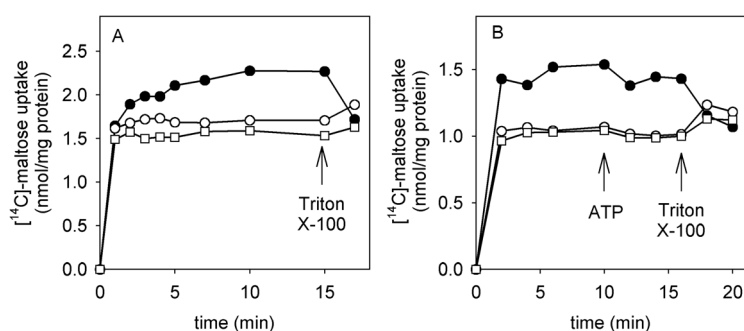 A
[¹⁴C]-maltose uptake
(nmol/mg protein)
2.5
2.0
1.5
1.0
0.5
0.0
Triton
X-100
0 5 10 15
time (min)
B
[¹⁴C]-maltose uptake
(nmol/mg protein)
1.5
1.0
0.5
0.0
ATP
Triton
X-100
0 5 10 15 20
time (min)